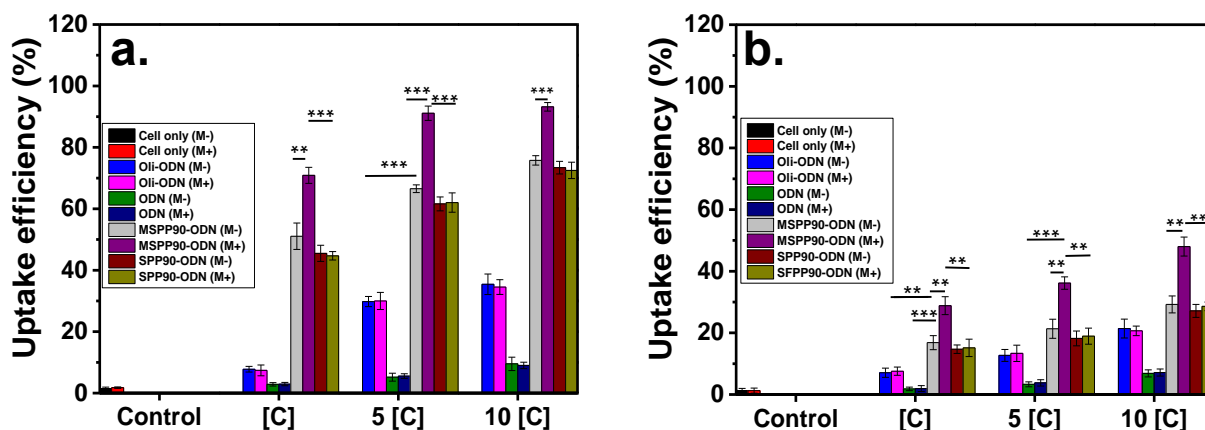 a.
Uptake efficiency (%)
120
100
80
60
40
20
0
Cell only (M-)
Cell only (M+)
Oli-ODN (M-)
Oli-ODN (M+)
ODN (M-)
ODN (M+)
MSPP90-ODN (M-)
MSPP90-ODN (M+)
SPP90-ODN (M-)
SPP90-ODN (M+)
**
***
***
***
***
***
Control [C] 5 [C] 10 [C]
b.
Uptake efficiency (%)
120
100
80
60
40
20
0
Cell only (M-)
Cell only (M+)
Oli-ODN (M-)
Oli-ODN (M+)
ODN (M-)
ODN (M+)
MSPP90-ODN (M-)
MSPP90-ODN (M+)
SPP90-ODN (M-)
SFPP90-ODN (M+)
**
***
**
**
***
**
**
**
**
Control [C] 5 [C] 10 [C]